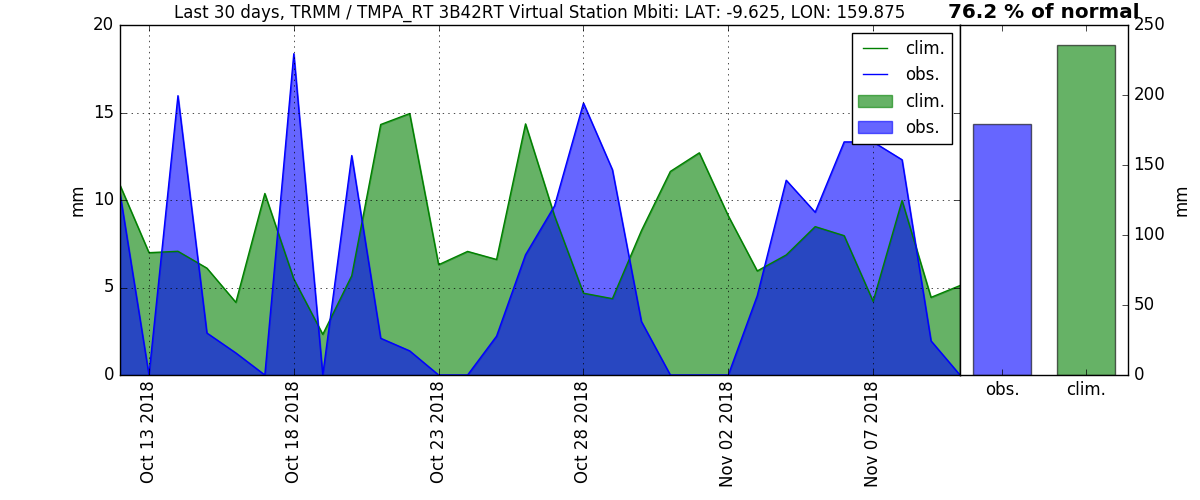 Last 30 days, TRMM / TMPA_RT 3B42RT Virtual Station Mbiti: LAT: -9.625, LON: 159.875
76.2 % of normal
mm
20
15
10
5
0
clim.
obs.
clim.
obs.
Oct 13 2018
Oct 18 2018
Oct 23 2018
Oct 28 2018
Nov 02 2018
Nov 07 2018
250
200
150
100
50
0
mm
obs.
clim.